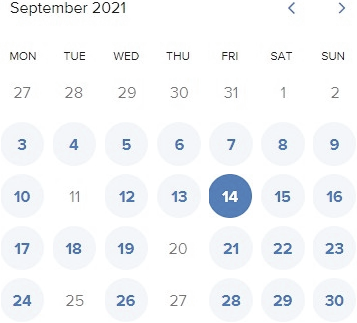 September 2021
MON TUE WED THU FRI SAT SUN
27 28 29 30 31 1 2
3 4 5 6 7 8 9
10 11 12 13 14 15 16
17 18 19 20 21 22 23
24 25 26 27 28 29 30